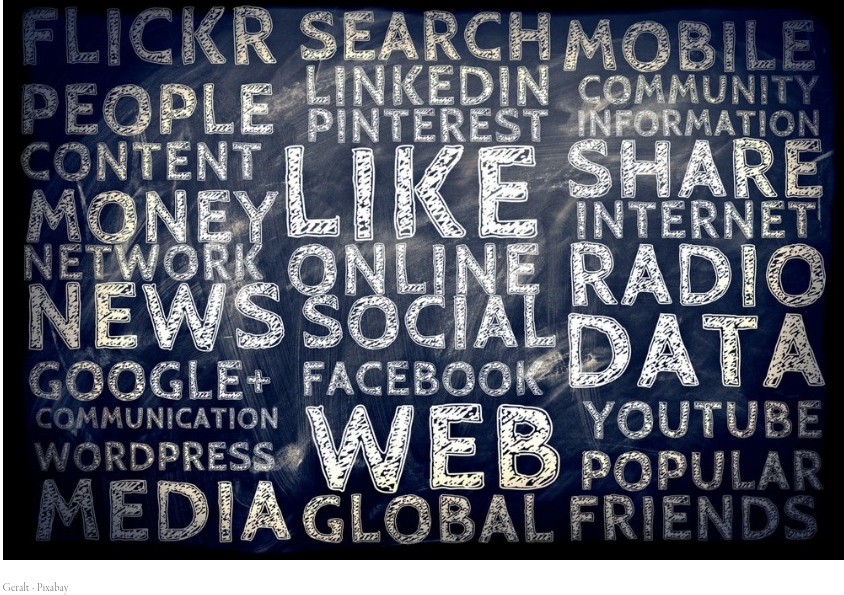 FLICKR
PEOPLE
CONTENT
MONEY
NETWORK
NEWS
GOOGLE+
COMMUNICATION
WORDPRESS
MEDIA
SEARCH
LINKEDIN
PINTEREST
LIKE
ONLINE
SOCIAL
FACEBOOK
WEB
GLOBAL
MOBILE
COMMUNITY
INFORMATION
SHARE
INTERNET
RADIO
DATA
YOUTUBE
POPULAR
FRIENDS
Geralt - Pixabay